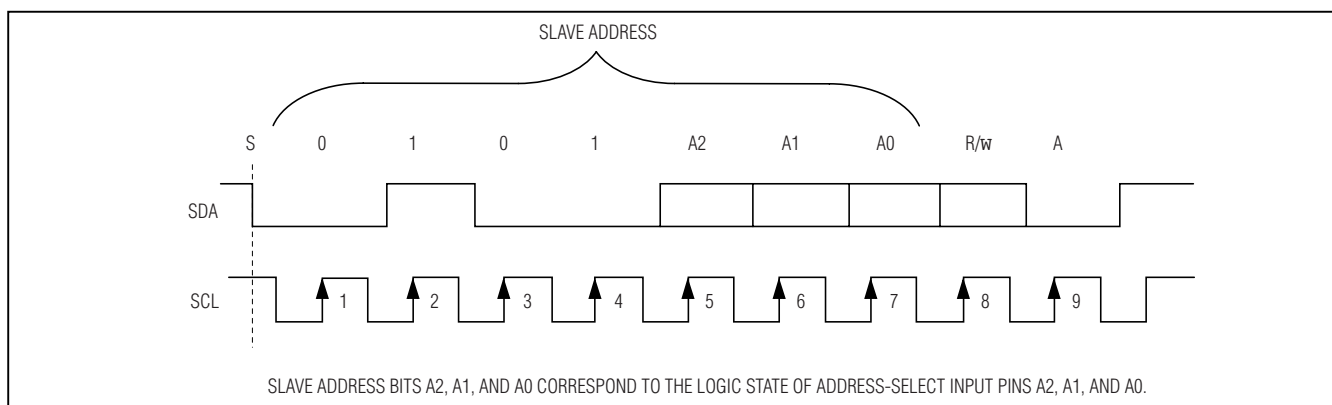 SLAVE ADDRESS
S 0 1 0 1 A2 A1 A0 R/W A
SDA
SCL 1 2 3 4 5 6 7 8 9
SLAVE ADDRESS BITS A2, A1, AND A0 CORRESPOND TO THE LOGIC STATE OF ADDRESS-SELECT INPUT PINS A2, A1, AND A0.